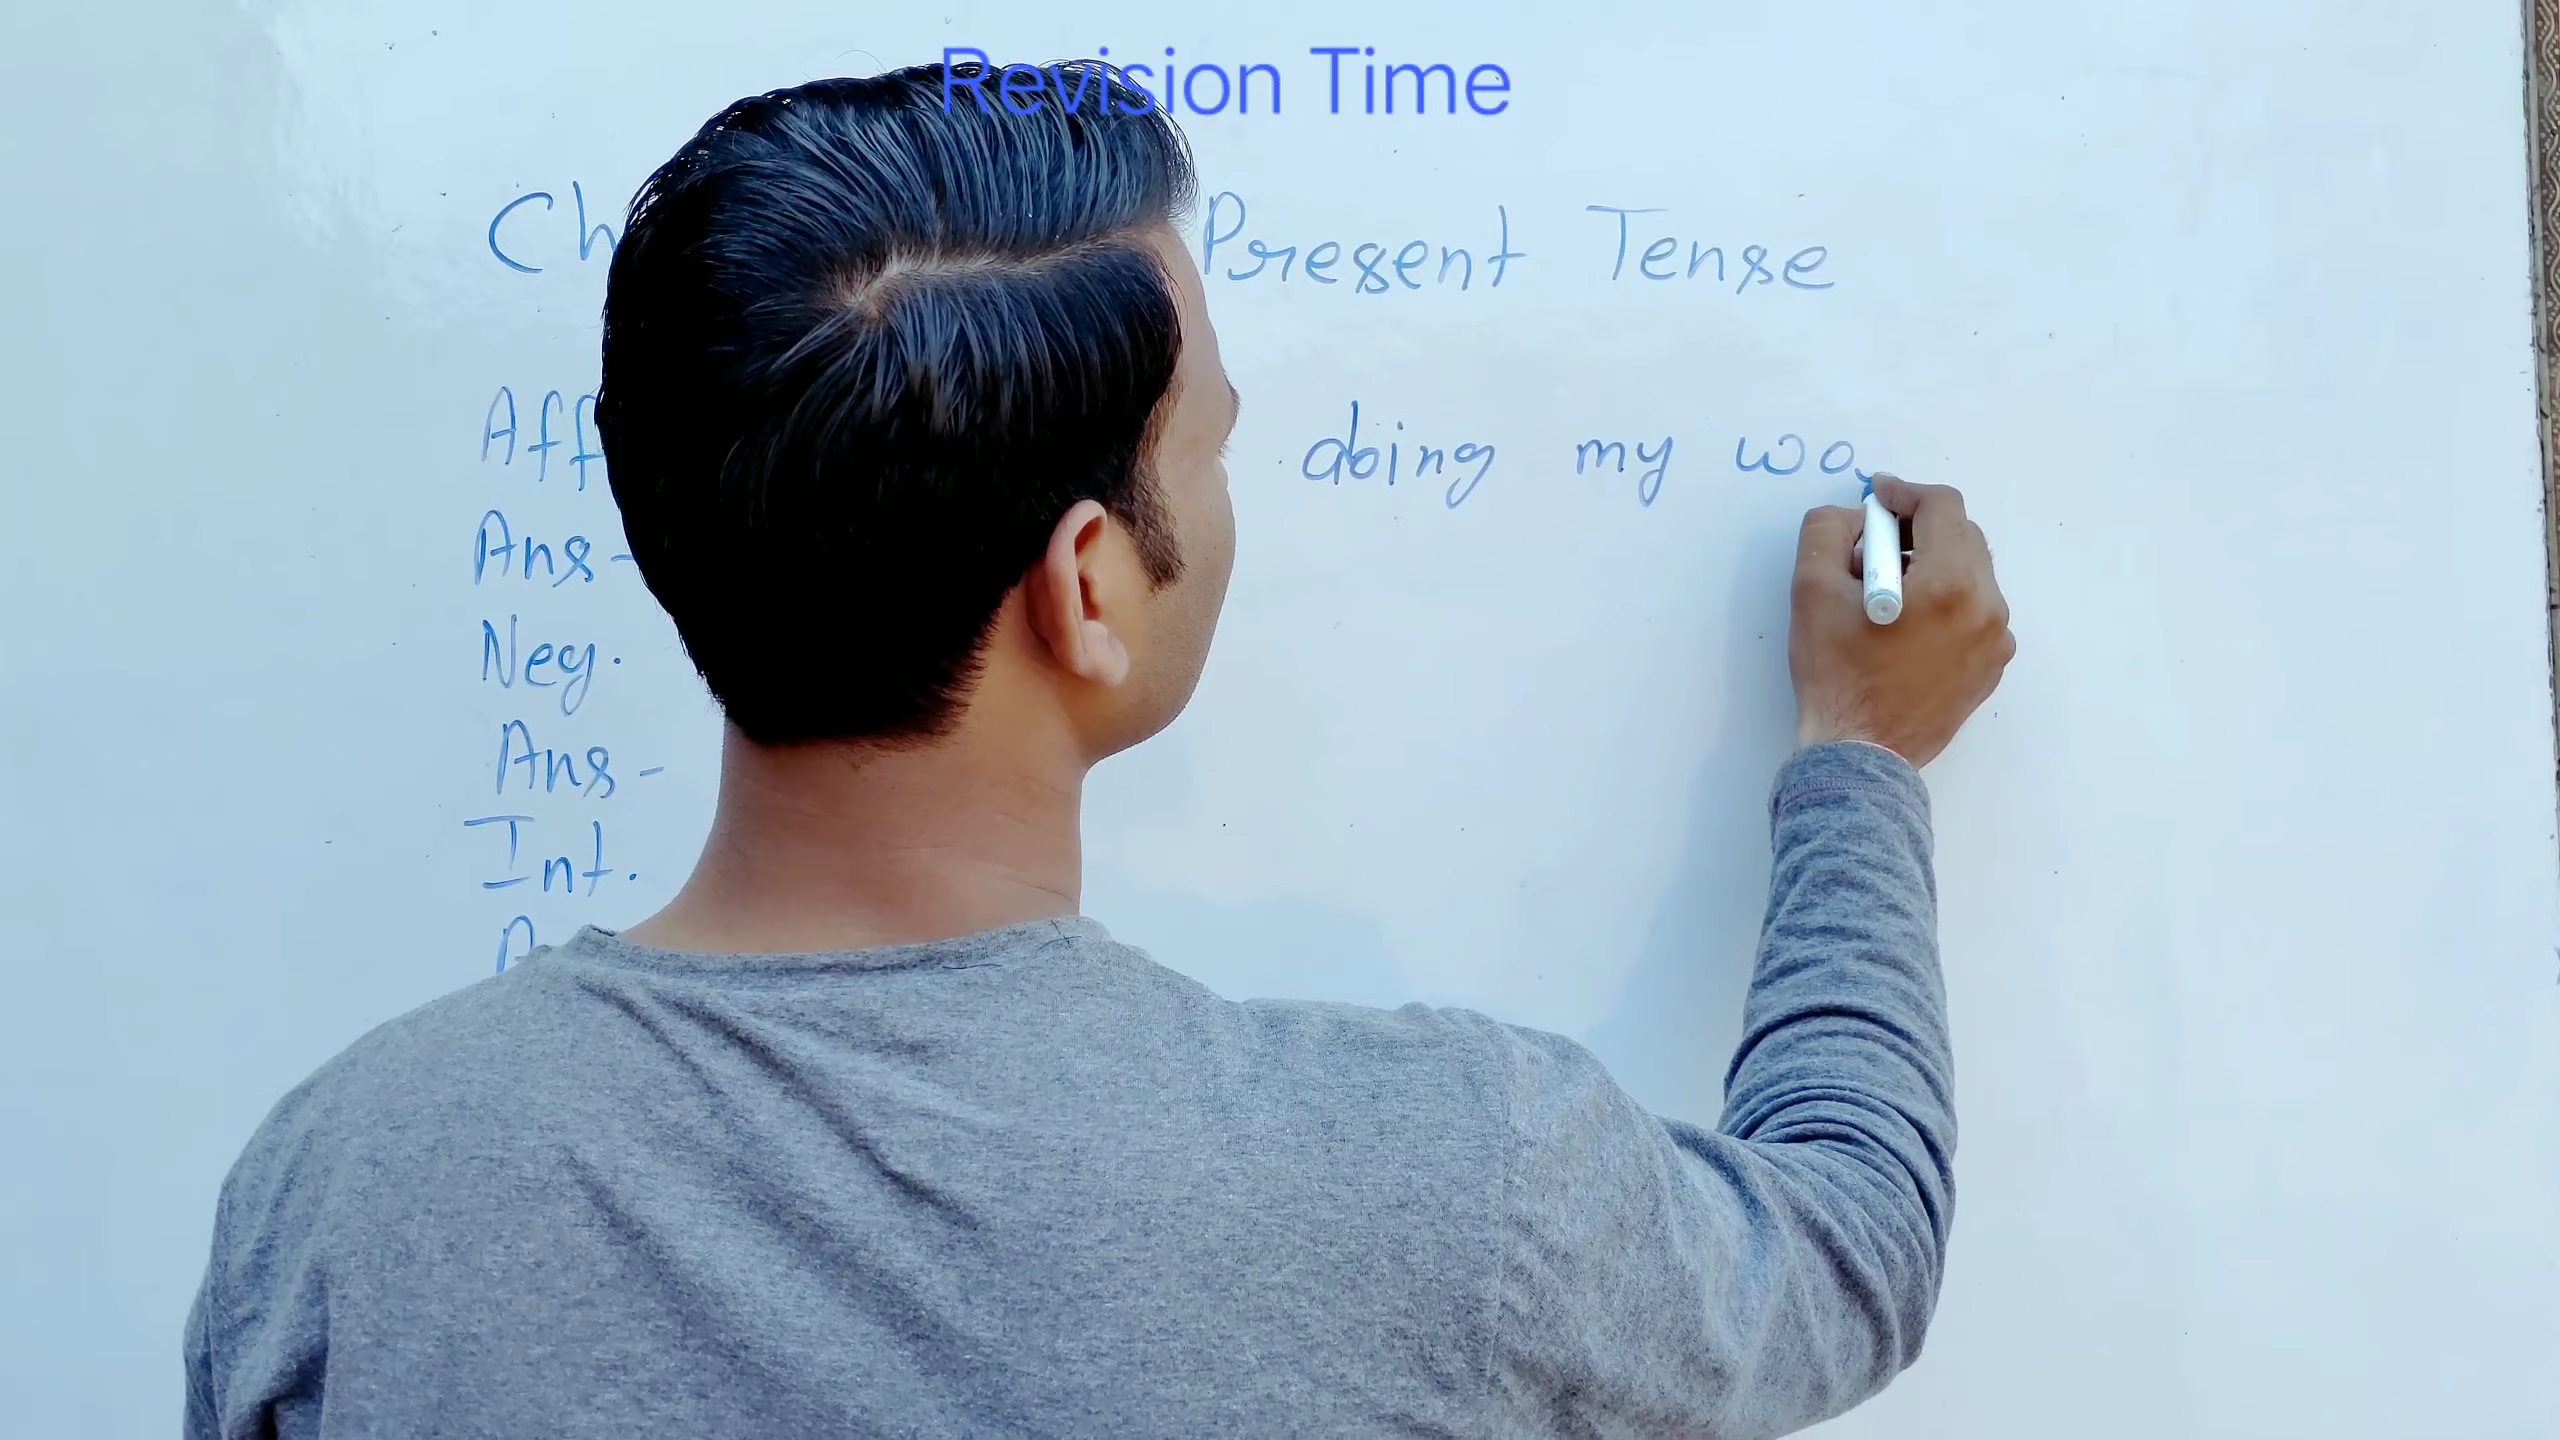 Revision Time
Ch Present Tense
Aff doing my wo
Ans-
Neg.
Ans-
Int.
A